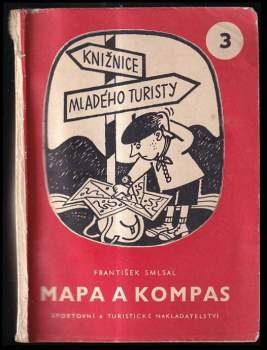 3
KNIŽNICE
MLADÉHO TURISTY
FRANTIŠEK SMLSAL
MAPA A KOMPAS
SPORTOVNÍ A TURISTICKÉ NAKLADATELSTVÍ